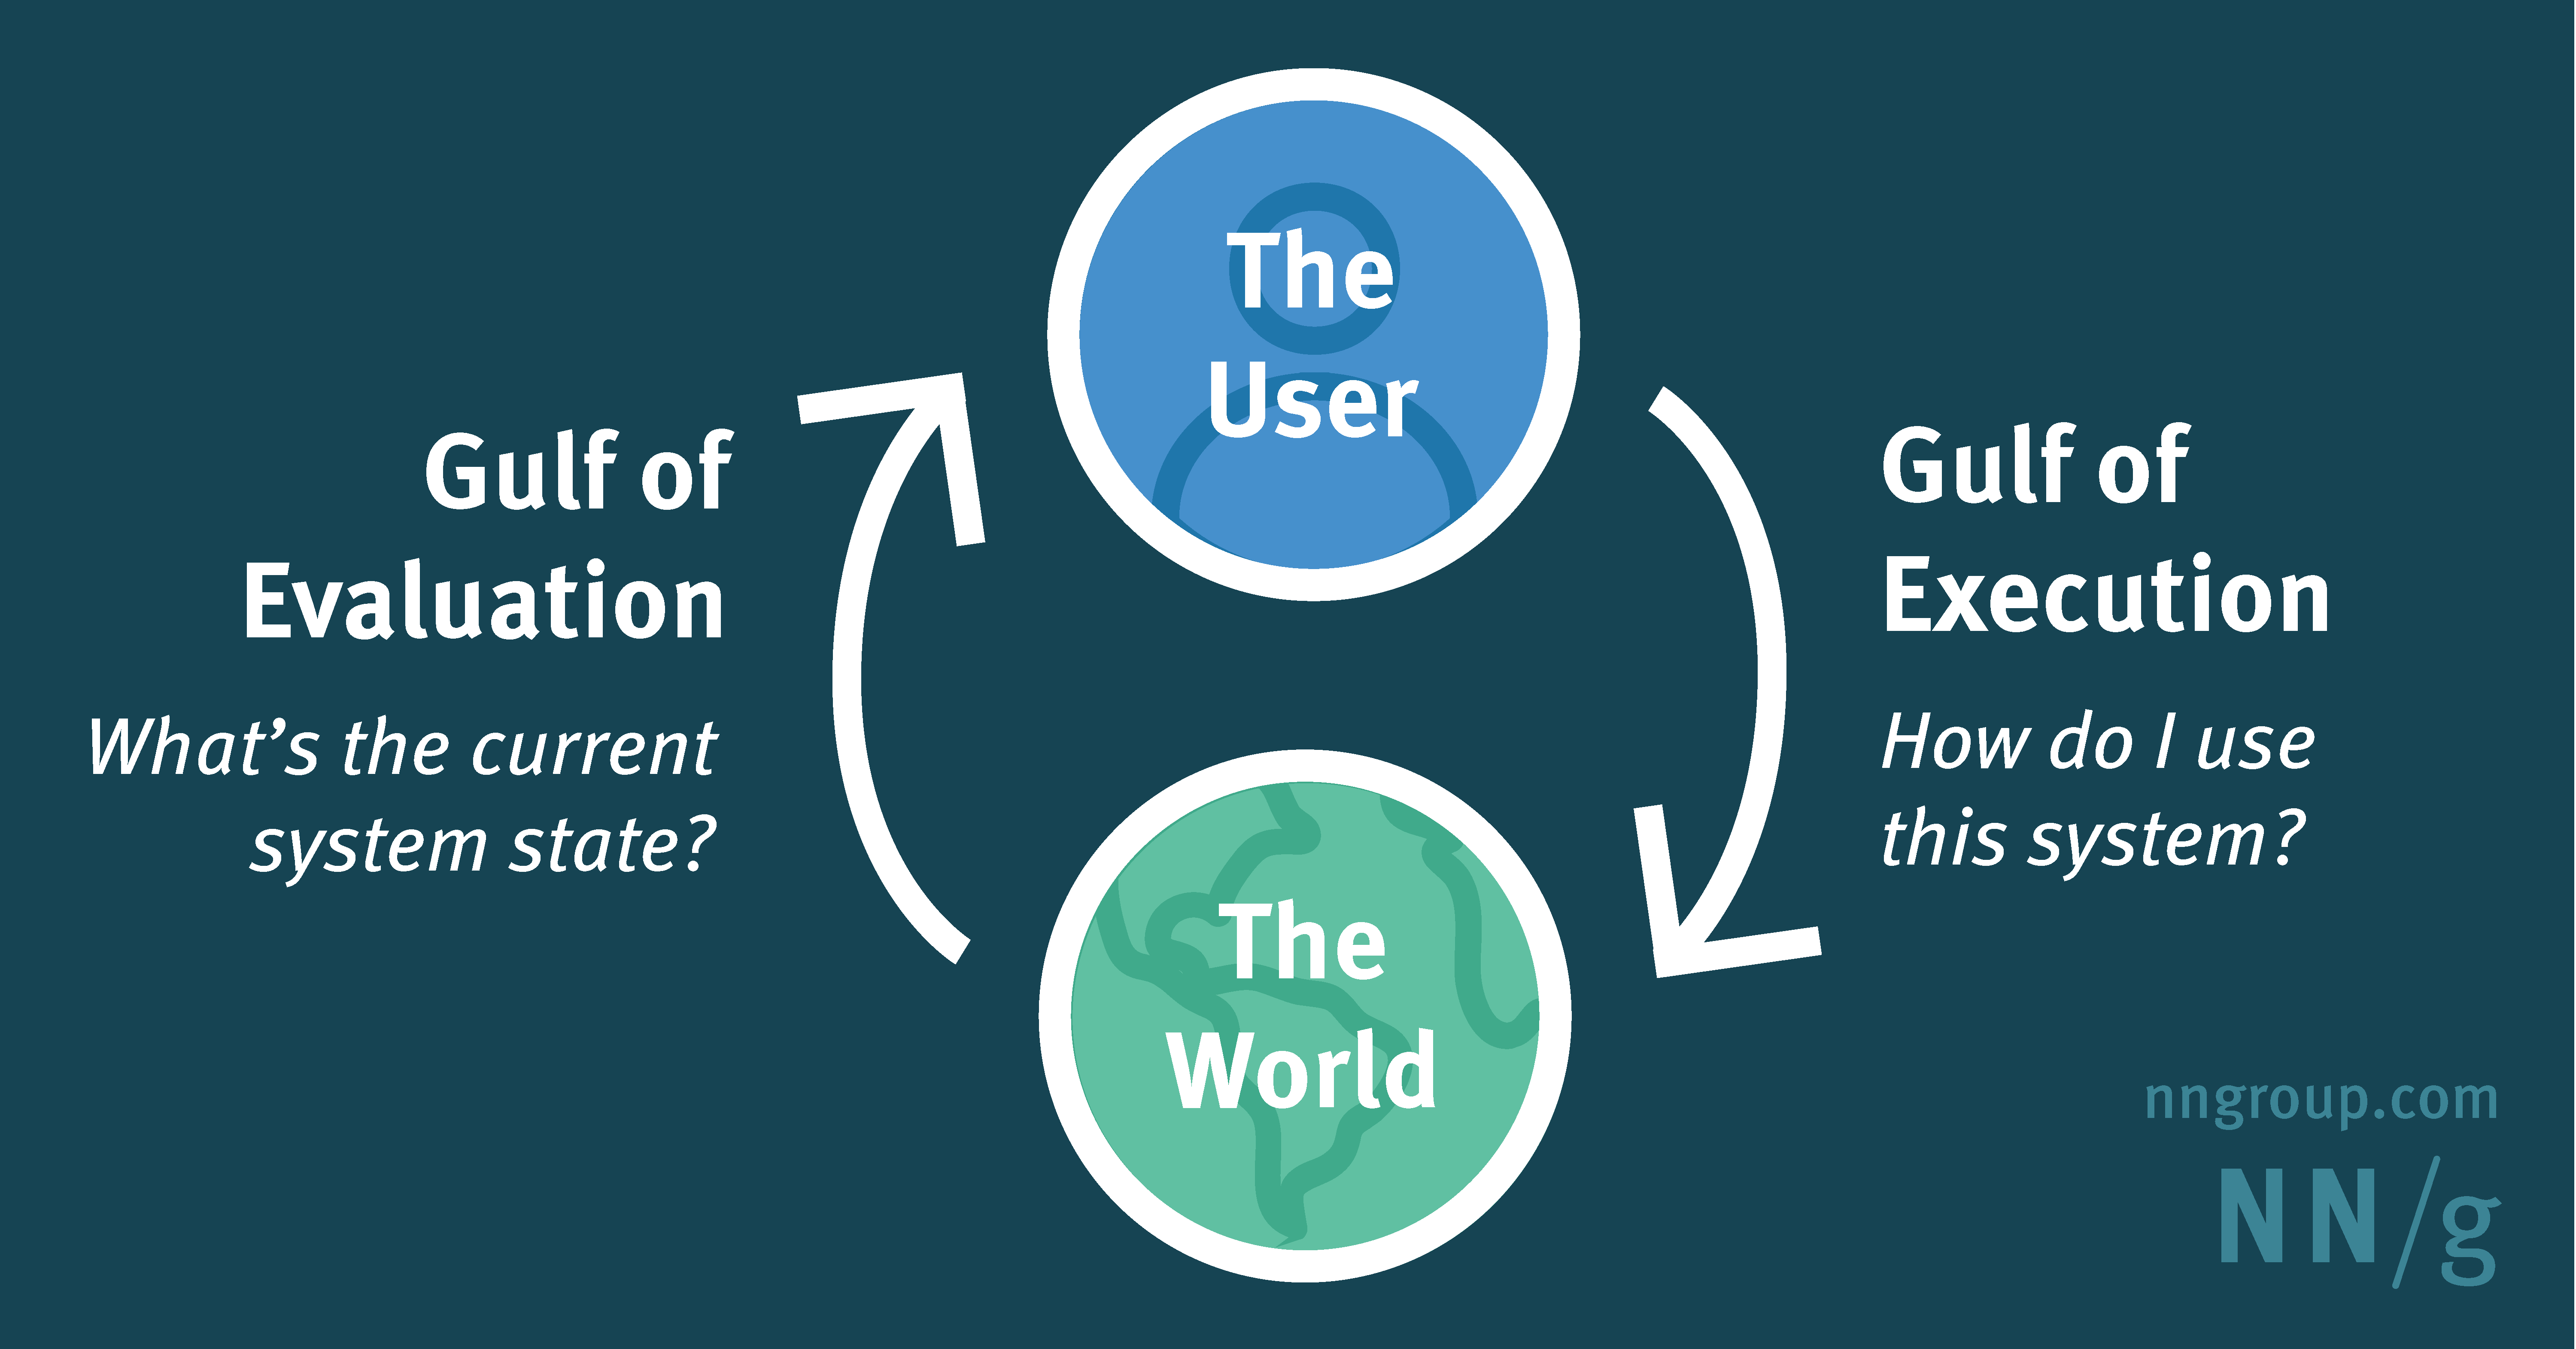 The
User
Gulf of
Evaluation
What's the current
system state?
Gulf of
Execution
How do I use
this system?
The
World
nngroup.com
NN/g